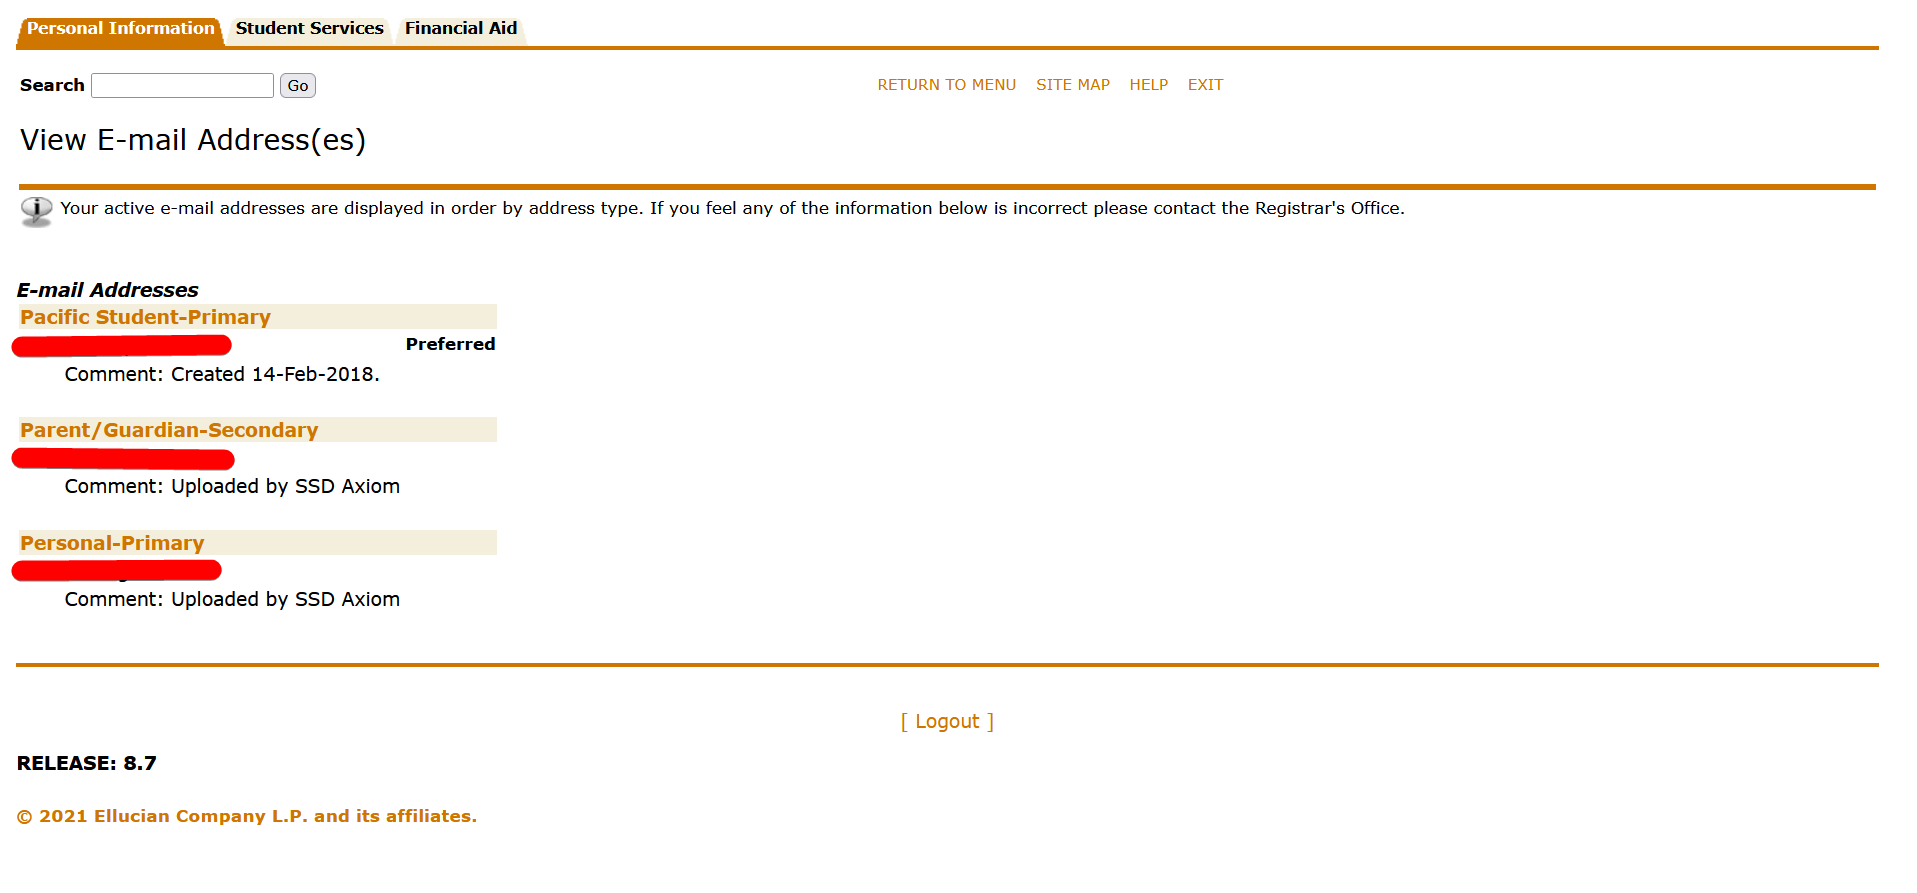 Personal Information Student Services Financial Aid
Search Go RETURN TO MENU SITE MAP HELP EXIT
View E-mail Address(es)
Your active e-mail addresses are displayed in order by address type. If you feel any of the information below is incorrect please contact the Registrar's Office.
E-mail Addresses
Pacific Student-Primary
Preferred
Comment: Created 14-Feb-2018.
Parent/Guardian-Secondary
Comment: Uploaded by SSD Axiom
Personal-Primary
Comment: Uploaded by SSD Axiom
[ Logout ]
RELEASE: 8.7
© 2021 Ellucian Company L.P. and its affiliates.